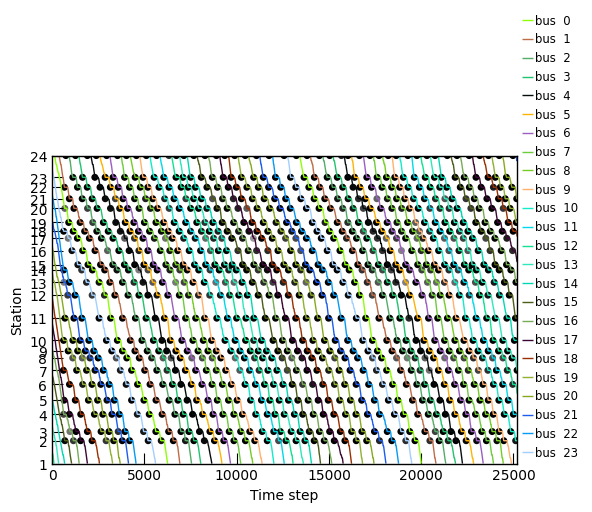 bus 0
bus 1
bus 2
bus 3
bus 4
bus 5
bus 6
bus 7
bus 8
bus 9
bus 10
bus 11
bus 12
bus 13
bus 14
bus 15
bus 16
bus 17
bus 18
bus 19
bus 20
bus 21
bus 22
bus 23
Station
24
23
22
21
20
19
18
17
16
15
14
13
12
11
10
9
8
7
6
5
4
3
2
1
0 5000 10000 15000 20000 25000
Time step